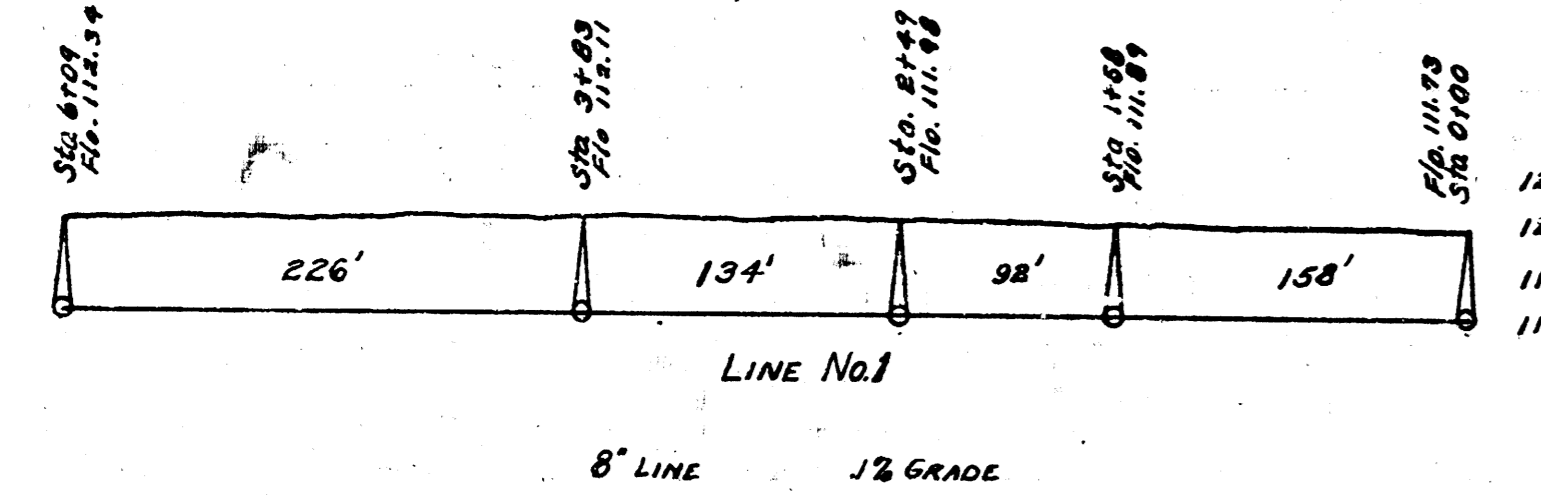 Sta 6+09
Flo. 112.34
Sta 3+83
Flo 112.11
Sta. 2+49
Flo. 111.98
Sta 1+58
Flo. 111.89
Flo. 111.73
Sta 0+00
226'
134'
98'
158'
LINE NO.1
8" LINE .1% GRADE